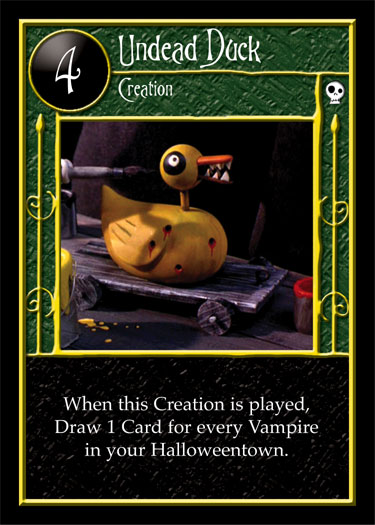 4
Undead Duck
Creation
When this Creation is played,
Draw 1 Card for every Vampire
in your Halloweentown.